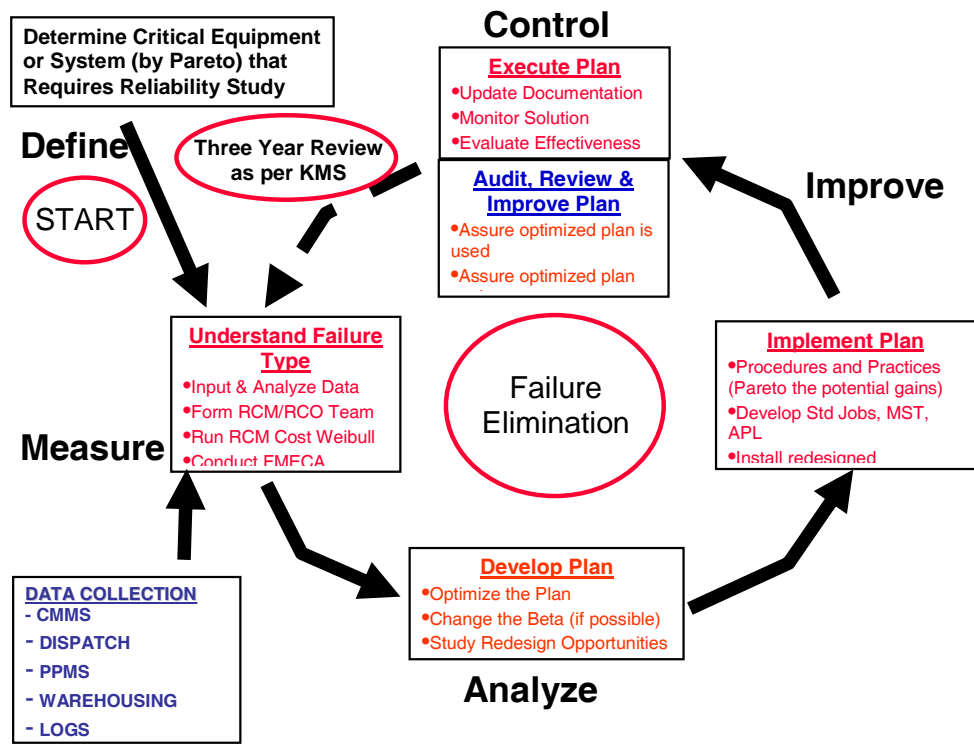 Control
Determine Critical Equipment
or System (by Pareto) that
Requires Reliability Study
Define
START
Three Year Review
as per KMS
Execute Plan
•Update Documentation
•Monitor Solution
•Evaluate Effectiveness
Audit, Review &
Improve Plan
•Assure optimized plan is
used
•Assure optimized plan
Improve
Understand Failure
Type
•Input & Analyze Data
•Form RCM/RCO Team
•Run RCM Cost Weibull
•Conduct FMECA
Measure
Failure
Elimination
Implement Plan
•Procedures and Practices
(Pareto the potential gains)
•Develop Std Jobs, MST,
APL
•Install redesigned
DATA COLLECTION
- CMMS
- DISPATCH
- PPMS
- WAREHOUSING
- LOGS
Develop Plan
•Optimize the Plan
•Change the Beta (if possible)
•Study Redesign Opportunities
Analyze